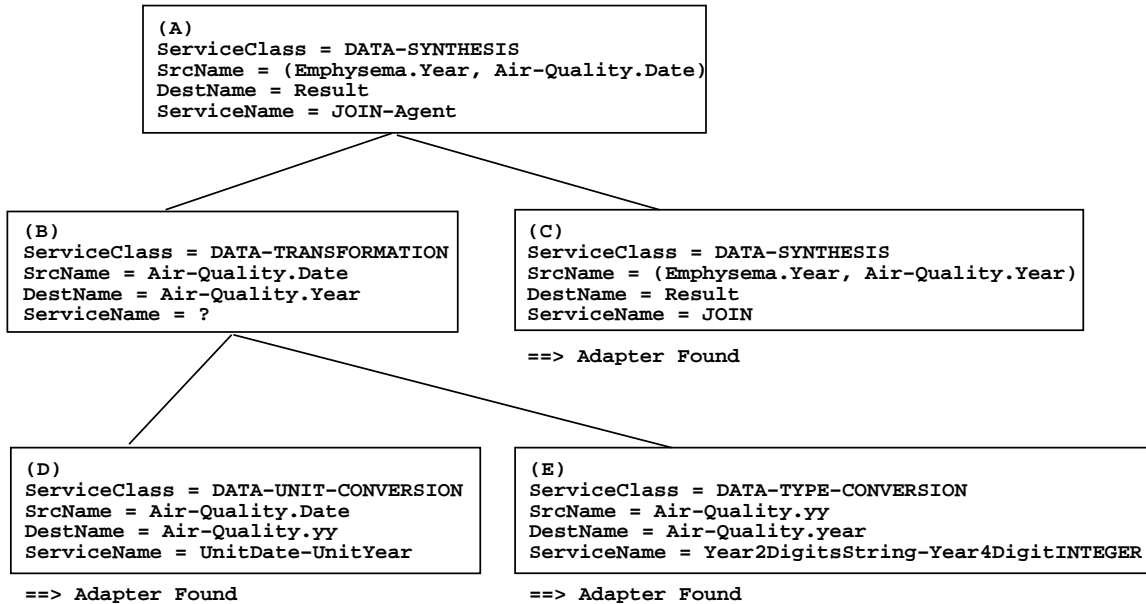 (A)
ServiceClass = DATA-SYNTHESIS
SrcName = (Emphysema.Year, Air-Quality.Date)
DestName = Result
ServiceName = JOIN-Agent
(B)
ServiceClass = DATA-TRANSFORMATION
SrcName = Air-Quality.Date
DestName = Air-Quality.Year
ServiceName = ?
(C)
ServiceClass = DATA-SYNTHESIS
SrcName = (Emphysema.Year, Air-Quality.Year)
DestName = Result
ServiceName = JOIN
==> Adapter Found
(D)
ServiceClass = DATA-UNIT-CONVERSION
SrcName = Air-Quality.Date
DestName = Air-Quality.yy
ServiceName = UnitDate-UnitYear
==> Adapter Found
(E)
ServiceClass = DATA-TYPE-CONVERSION
SrcName = Air-Quality.yy
DestName = Air-Quality.year
ServiceName = Year2DigitsString-Year4DigitINTEGER
==> Adapter Found